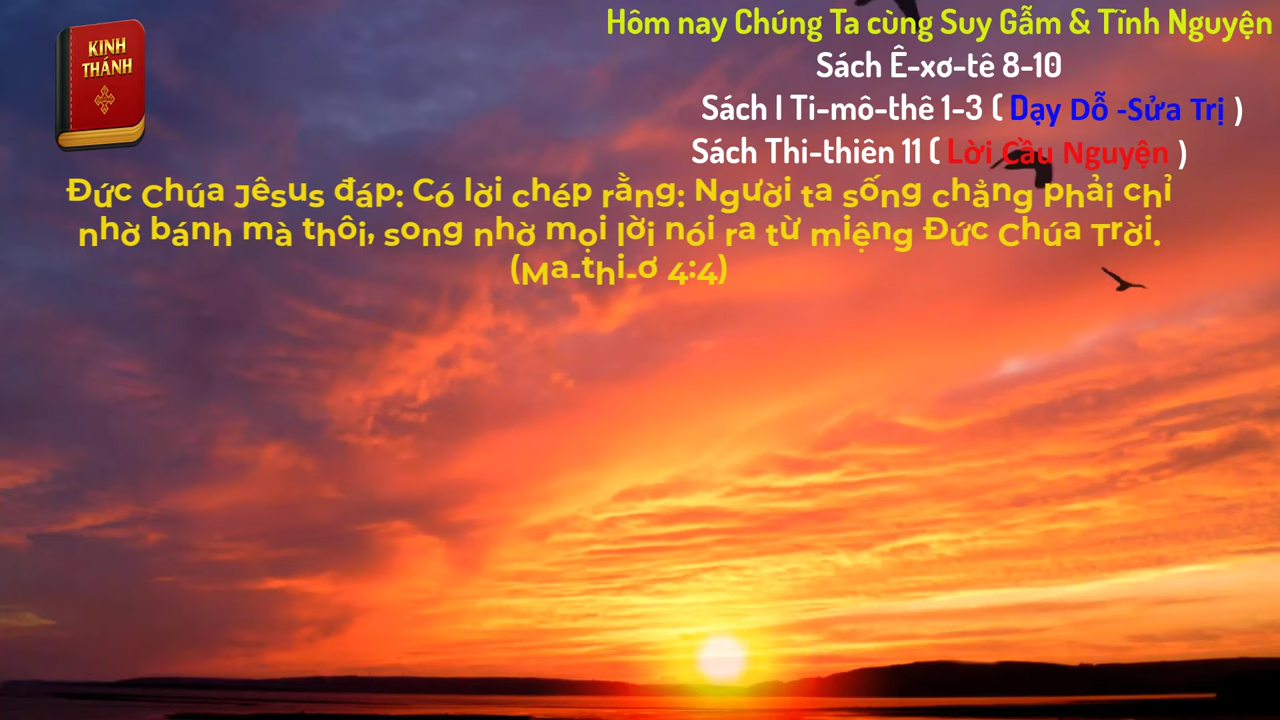 KINH
THÁNH
Hôm nay Chúng Ta cùng Suy Gẫm & Tĩnh Nguyện
Sách Ê-xơ-tê 8-10
Sách I Ti-mô-thê 1-3 ( Dạy Dỗ -Sửa Trị )
Sách Thi-thiên 11 ( Lời Cầu Nguyện )
Đức Chúa Jêsus đáp: Có lời chép rằng: Người ta sống chẳng phải chỉ
nhờ bánh mà thôi, song nhờ mọi lời nói ra từ miệng Đức Chúa Trời.
(Ma-thi-ơ 4:4)